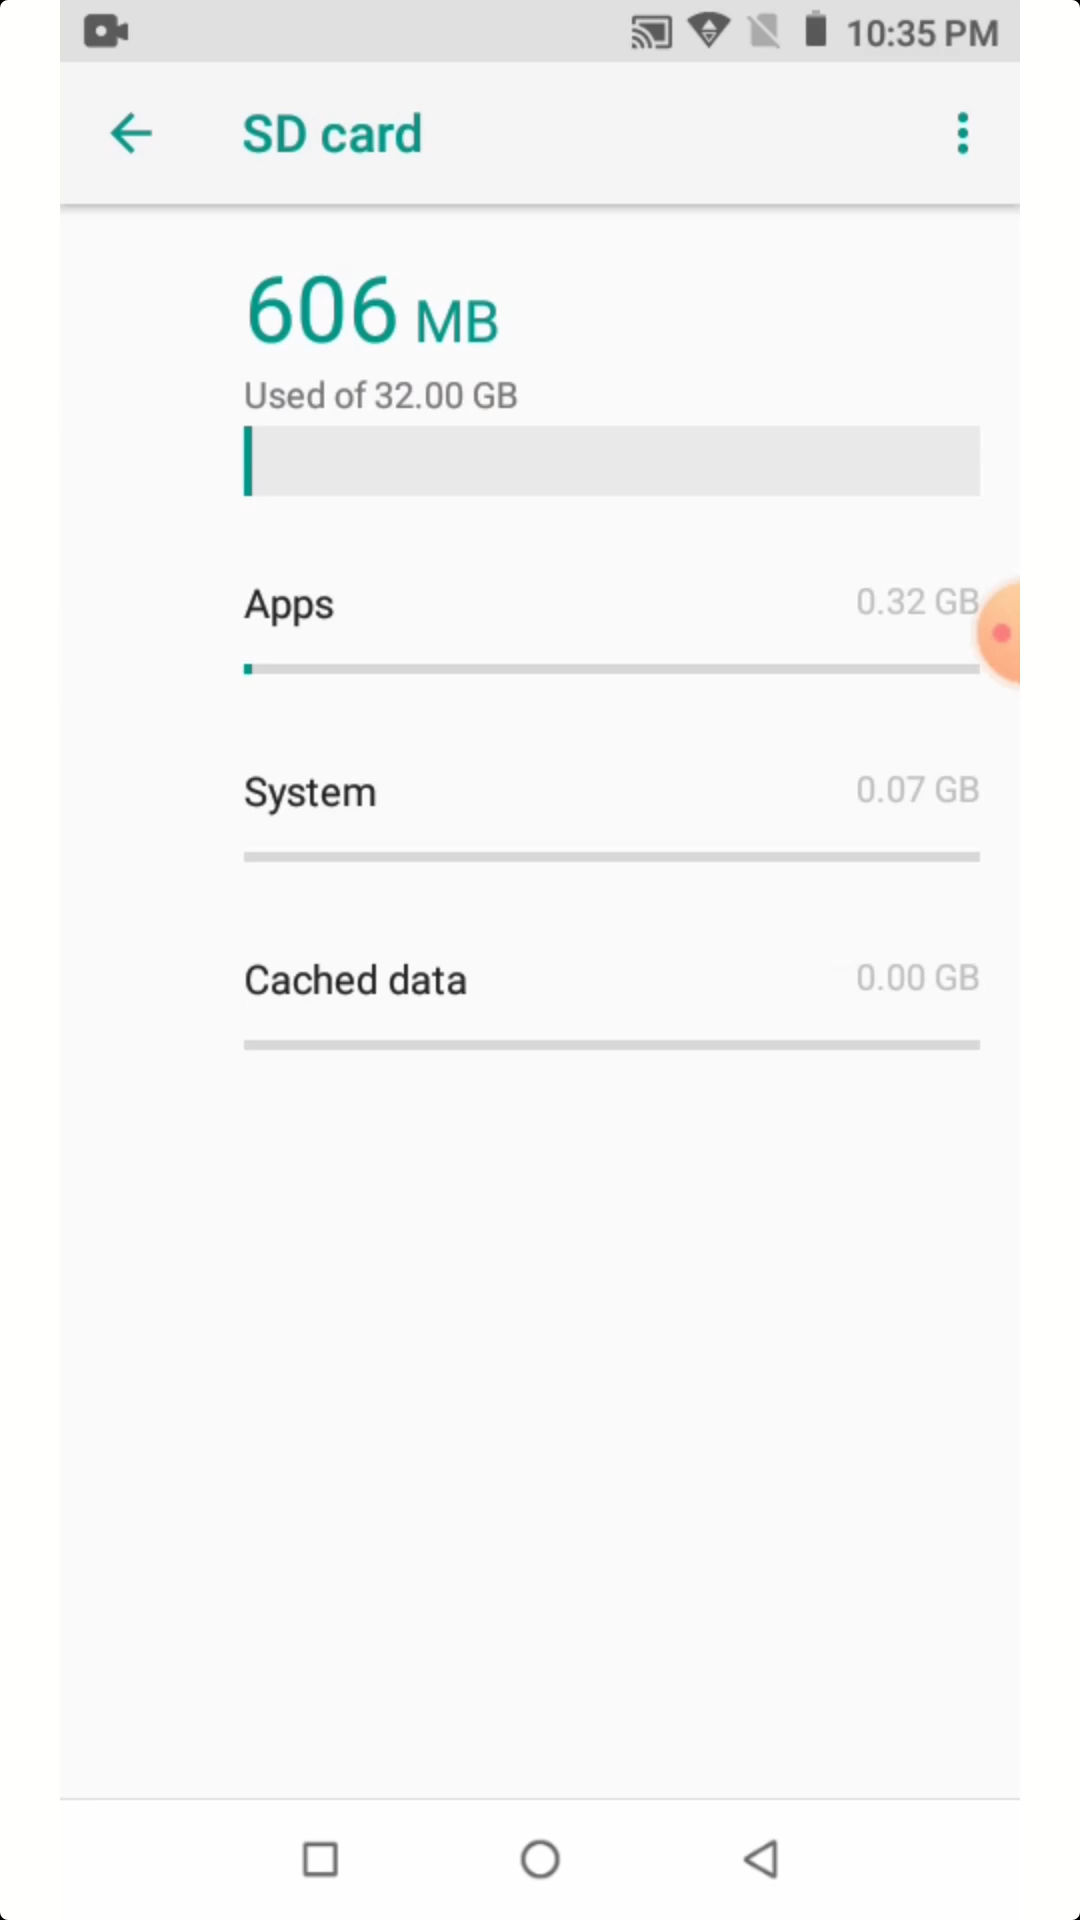 10:35 PM
SD card
606 MB
Used of 32.00 GB
Apps 0.32 GB
System 0.07 GB
Cached data 0.00 GB